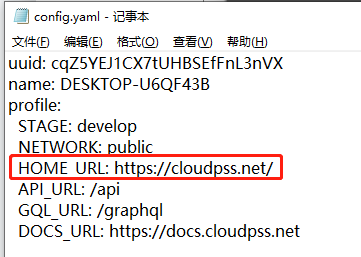 config.yaml - 记事本
文件(F) 编辑(E) 格式(O) 查看(V) 帮助(H)
uuid: cqZ5YEJ1CX7tUHBSEfFnL3nVX
name: DESKTOP-U6QF43B
profile:
STAGE: develop
NETWORK: public
HOME_URL: https://cloudpss.net/
API_URL: /api
GQL_URL: /graphql
DOCS_URL: https://docs.cloudpss.net